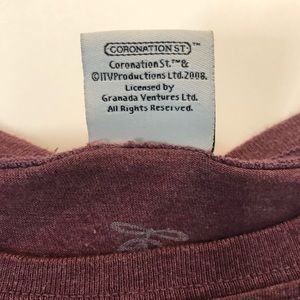 CORONATION ST.™
Coronation St.™&
©ITVProductions Ltd.2008.
Licensed by
Granada Ventures Ltd.
All Rights Reserved.